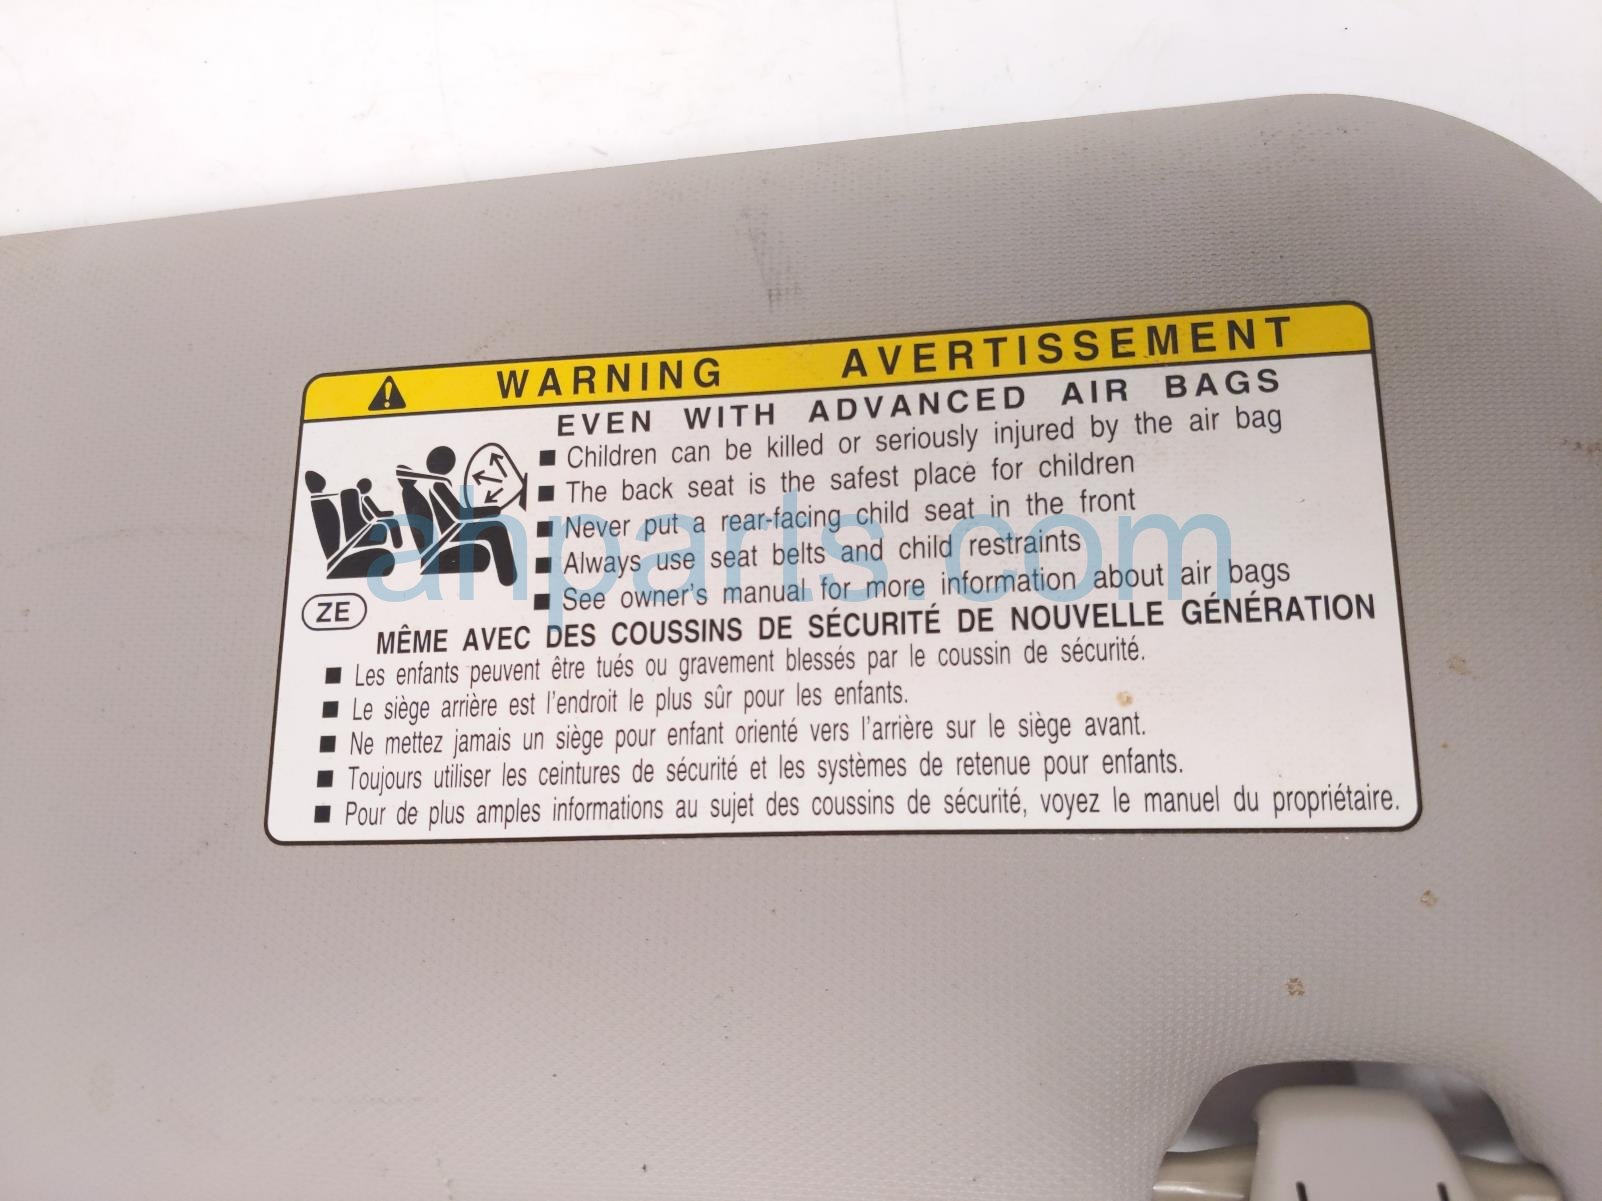 WARNING AVERTISSEMENT
EVEN WITH ADVANCED AIR BAGS
■ Children can be killed or seriously injured by the air bag
■ The back seat is the safest place for children
■ Never put a rear-facing child seat in the front
■ Always use seat belts and child restraints
■ See owner's manual for more information about air bags
ZE
MÊME AVEC DES COUSSINS DE SÉCURITÉ DE NOUVELLE GÉNÉRATION
■ Les enfants peuvent être tués ou gravement blessés par le coussin de sécurité.
■ Le siège arrière est l'endroit le plus sûr pour les enfants.
■ Ne mettez jamais un siège pour enfant orienté vers l'arrière sur le siège avant.
■ Toujours utiliser les ceintures de sécurité et les systèmes de retenue pour enfants.
■ Pour de plus amples informations au sujet des coussins de sécurité, voyez le manuel du propriétaire.
ahparts.com